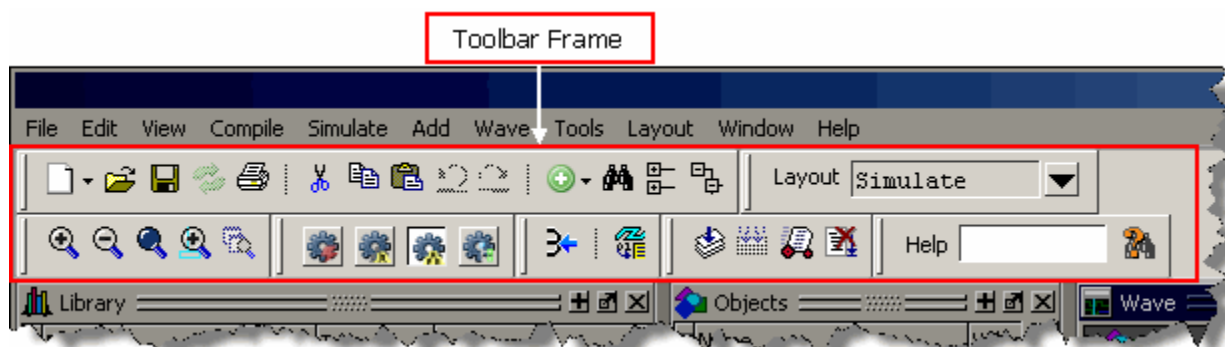 Toolbar Frame
File Edit View Compile Simulate Add Wave Tools Layout Window Help
Layout Simulate
Help
Library Objects Wave